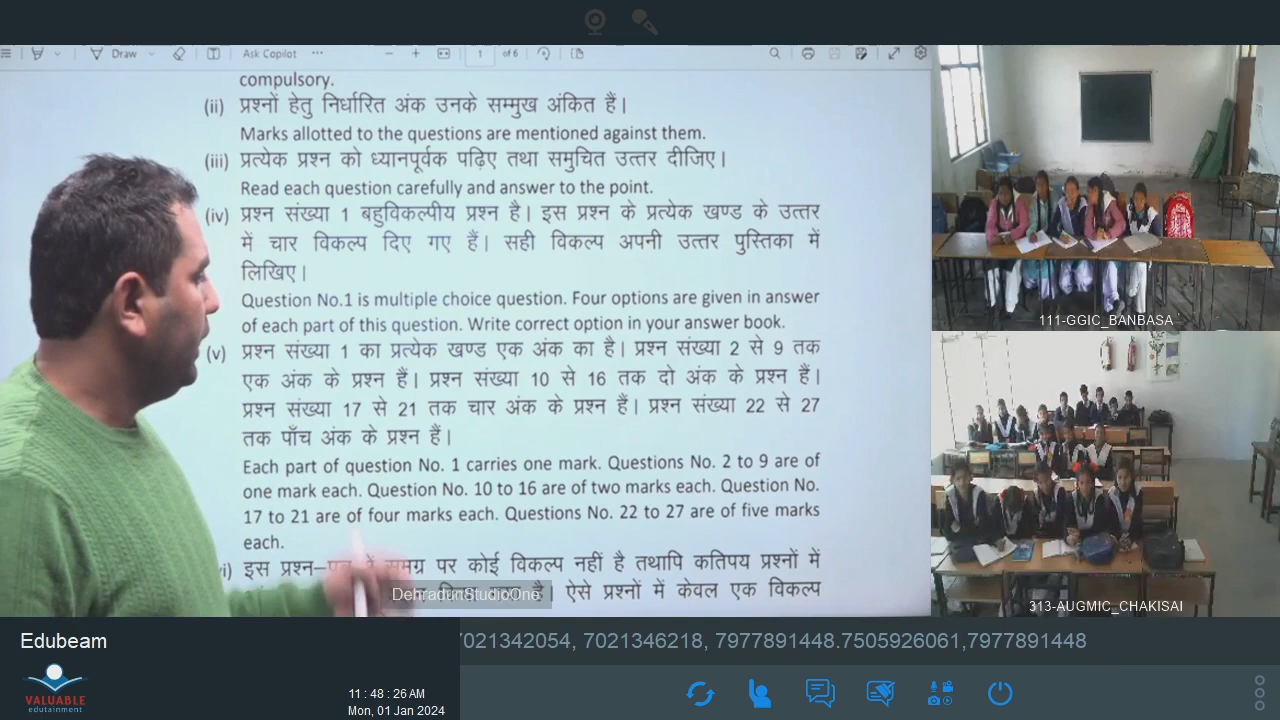 Draw
Ask Copilot
1
of 6
compulsory.
(ii) प्रश्नों हेतु निर्धारित अंक उनके सम्मुख अंकित हैं।
Marks allotted to the questions are mentioned against them.
(iii) प्रत्येक प्रश्न को ध्यानपूर्वक पढ़िए तथा समुचित उत्तर दीजिए।
Read each question carefully and answer to the point.
(iv) प्रश्न संख्या 1 बहुविकल्पीय प्रश्न है। इस प्रश्न के प्रत्येक खण्ड के उत्तर
में चार विकल्प दिए गए हैं। सही विकल्प अपनी उत्तर पुस्तिका में
लिखिए।
Question No.1 is multiple choice question. Four options are given in answer
of each part of this question. Write correct option in your answer book.
(v) प्रश्न संख्या 1 का प्रत्येक खण्ड एक अंक का है। प्रश्न संख्या 2 से 9 तक
एक अंक के प्रश्न हैं। प्रश्न संख्या 10 से 16 तक दो अंक के प्रश्न हैं।
प्रश्न संख्या 17 से 21 तक चार अंक के प्रश्न हैं। प्रश्न संख्या 22 से 27
तक पाँच अंक के प्रश्न हैं।
Each part of question No. 1 carries one mark. Questions No. 2 to 9 are of
one mark each. Question No. 10 to 16 are of two marks each. Question No.
17 to 21 are of four marks each. Questions No. 22 to 27 are of five marks
each.
इस समग्र पर कोई विकल्प नहीं है तथापि कतिपय प्रश्नों में
है। ऐसे प्रश्नों में केवल एक विकल्प
DehradunStudioOne
111-GGIC_BANBASA
313-AUGMIC_CHAKISAI
Edubeam
7021342054, 7021346218, 7977891448.7505926061,7977891448
VALUABLE
edutainment
11 : 48 : 26 AM
Mon, 01 Jan 2024